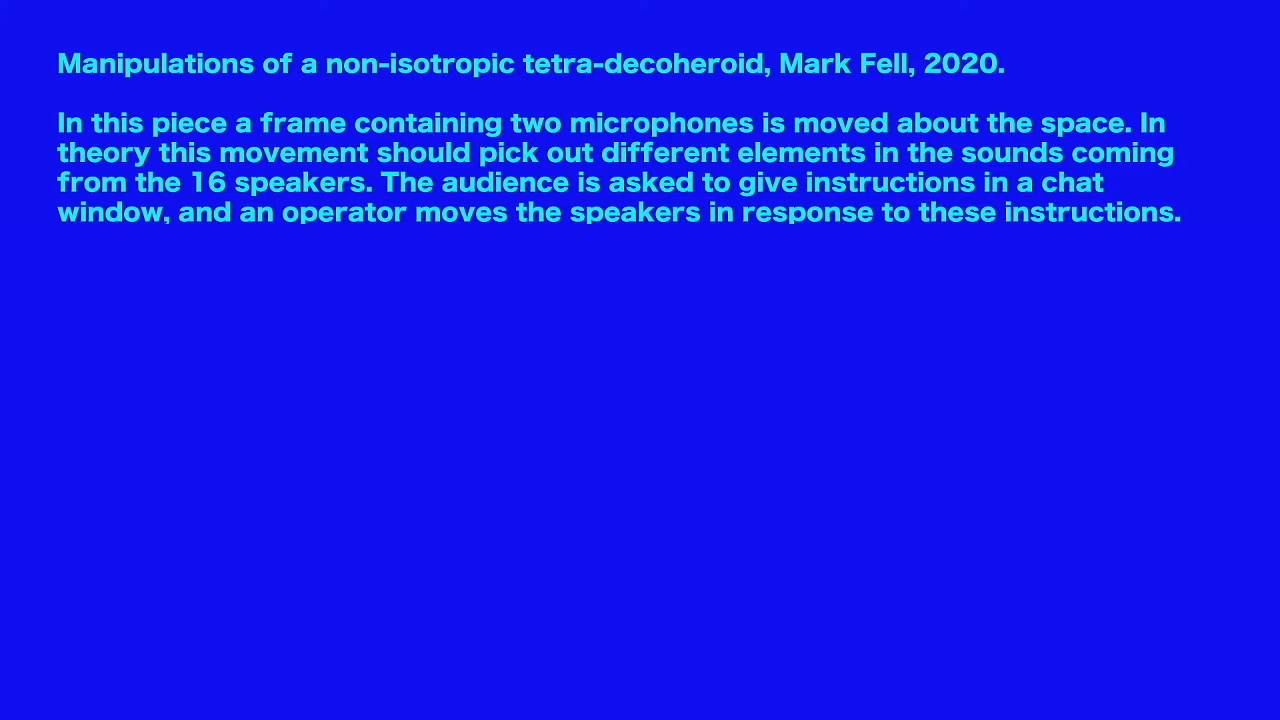 Manipulations of a non-isotropic tetra-decoheroid, Mark Fell, 2020.
In this piece a frame containing two microphones is moved about the space. In
theory this movement should pick out different elements in the sounds coming
from the 16 speakers. The audience is asked to give instructions in a chat
window, and an operator moves the speakers in response to these instructions.